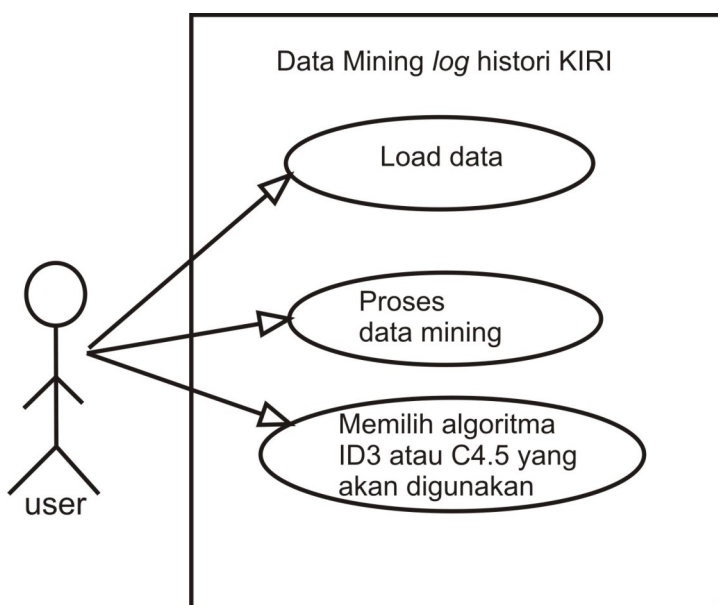 Data Mining log histori KIRI
Load data
Proses
data mining
Memilih algoritma
ID3 atau C4.5 yang
akan digunakan
user